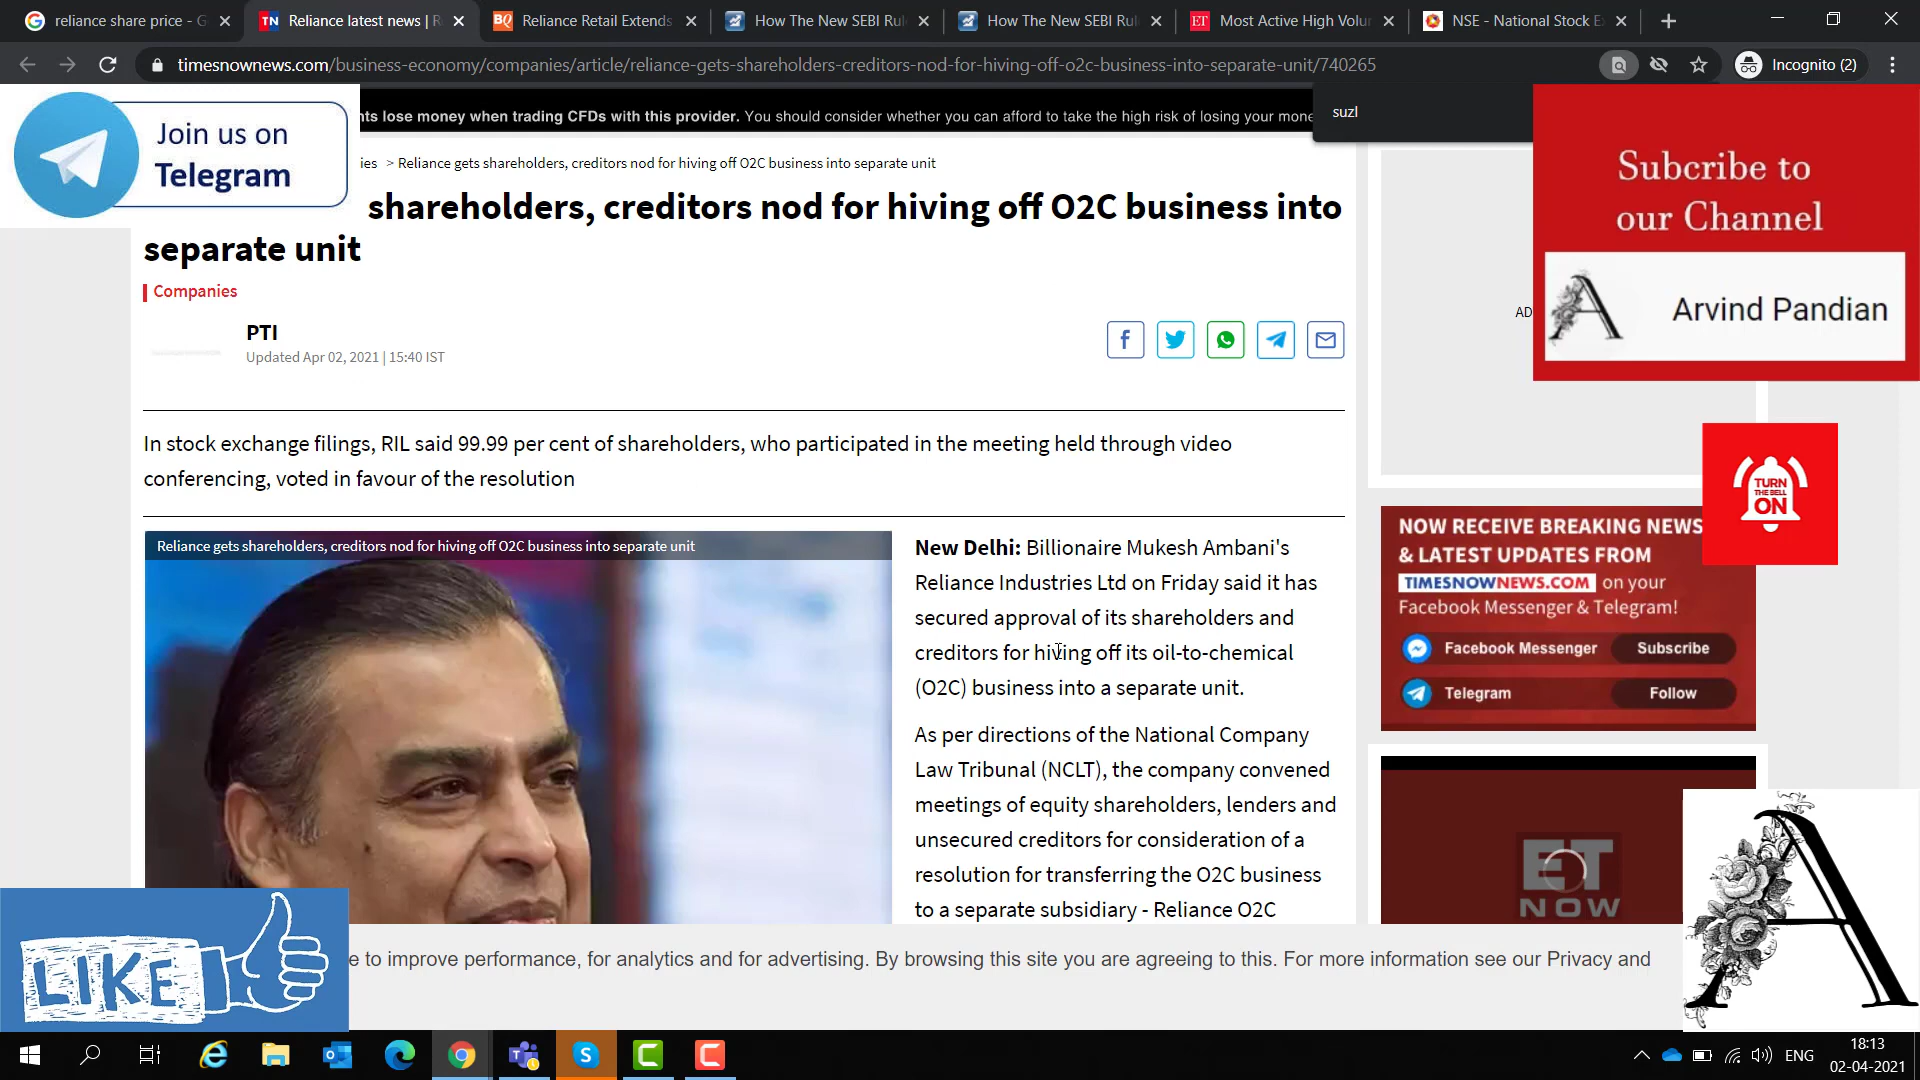 reliance share price - G
TN Reliance latest news | R
BQ Reliance Retail Extends
How The New SEBI Rul
How The New SEBI Rul
ET Most Active High Volu
NSE - National Stock E
timesnownews.com/business-economy/companies/article/reliance-gets-shareholders-creditors-nod-for-hiving-off-o2c-business-into-separate-unit/740265
Incognito (2)
suzl
Join us on
Telegram
nts lose money when trading CFDs with this provider. You should consider whether you can afford to take the high risk of losing your mone
ies > Reliance gets shareholders, creditors nod for hiving off O2C business into separate unit
shareholders, creditors nod for hiving off O2C business into
separate unit
Companies
PTI
Updated Apr 02, 2021 | 15:40 IST
AD
Subcribe to
our Channel
Arvind Pandian
In stock exchange filings, RIL said 99.99 per cent of shareholders, who participated in the meeting held through video
conferencing, voted in favour of the resolution
TURN
THE BELL
ON
Reliance gets shareholders, creditors nod for hiving off O2C business into separate unit
New Delhi: Billionaire Mukesh Ambani's
Reliance Industries Ltd on Friday said it has
secured approval of its shareholders and
creditors for hiving off its oil-to-chemical
(O2C) business into a separate unit.
As per directions of the National Company
Law Tribunal (NCLT), the company convened
meetings of equity shareholders, lenders and
unsecured creditors for consideration of a
resolution for transferring the O2C business
to a separate subsidiary - Reliance O2C
NOW RECEIVE BREAKING NEWS
& LATEST UPDATES FROM
TIMESNOWNEWS.COM on your
Facebook Messenger & Telegram!
Facebook Messenger Subscribe
Telegram Follow
ET
NOW
A
LIKE
e to improve performance, for analytics and for advertising. By browsing this site you are agreeing to this. For more information see our Privacy and
ENG
18:13
02-04-2021